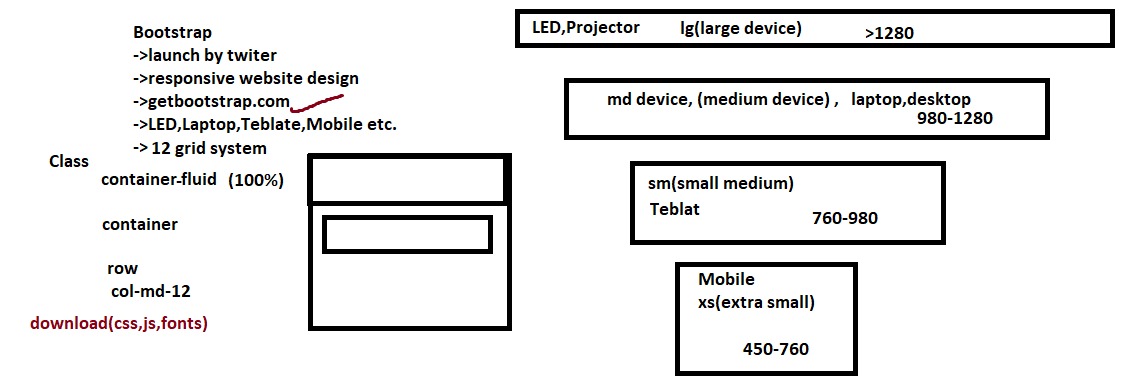 Bootstrap
->launch by twiter
->responsive website design
->getbootstrap.com
->LED,Laptop,Teblate,Mobile etc.
-> 12 grid system
Class
container-fluid (100%)
container
row
col-md-12
download(css,js,fonts)
LED,Projector lg(large device) >1280
md device, (medium device) , laptop,desktop
980-1280
sm(small medium)
Teblat
760-980
Mobile
xs(extra small)
450-760